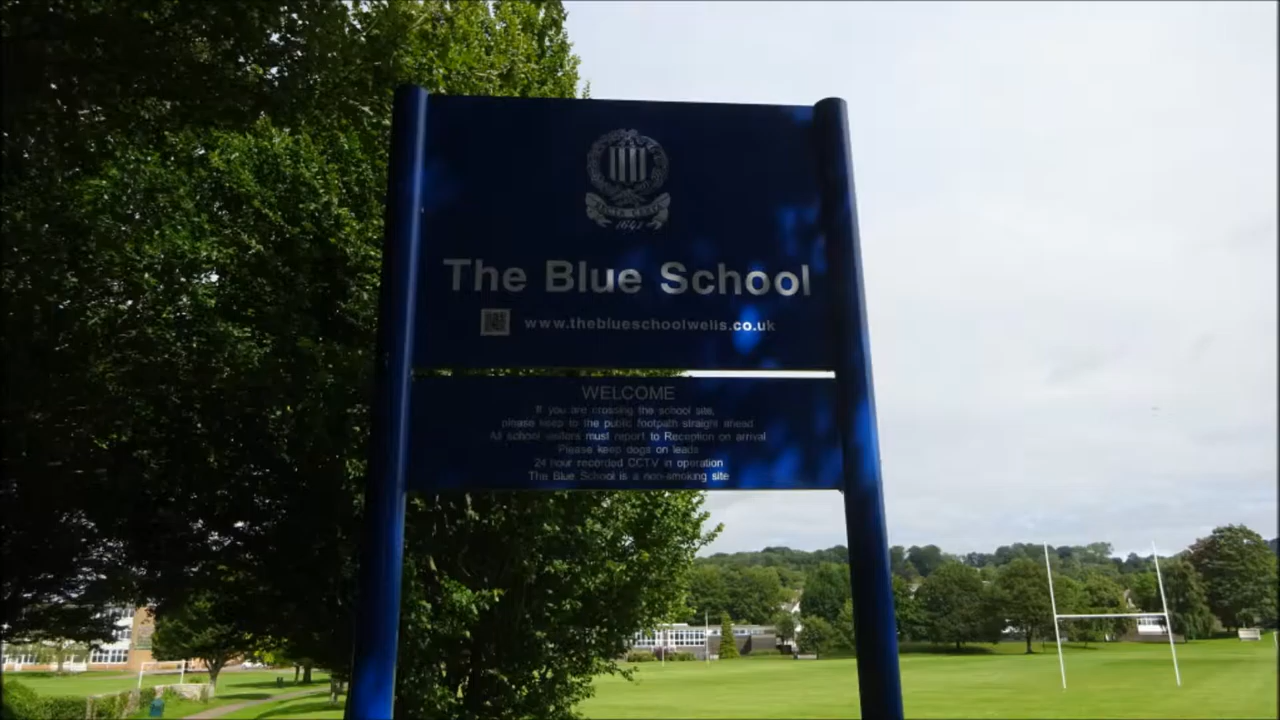 1641
The Blue School
www.theblueschoolwells.co.uk
WELCOME
If you are crossing the school site,
please keep to the public footpath straight ahead
All school visitors must report to Reception on arrival
Please keep dogs on leads
24 hour recorded CCTV in operation
The Blue School is a non-smoking site